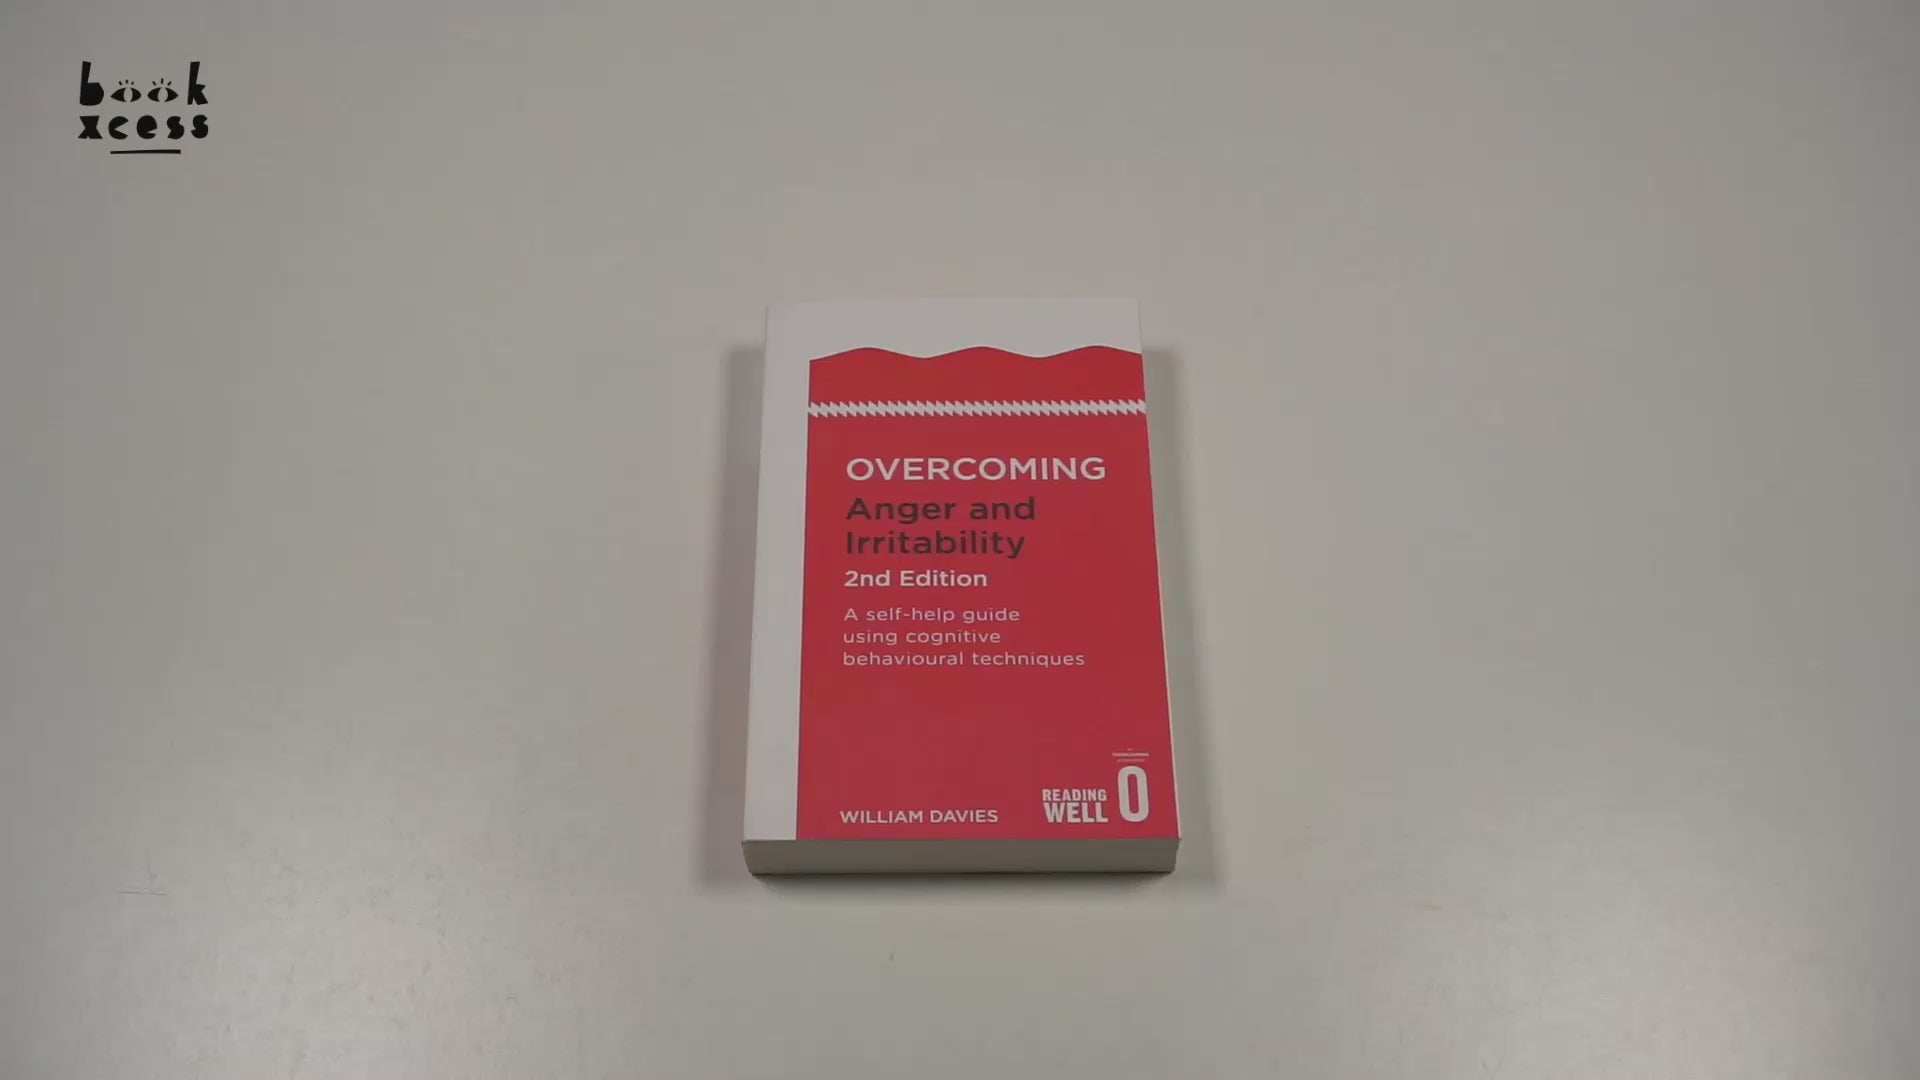 book
xcess
OVERCOMING
Anger and
Irritability
2nd Edition
A self-help guide
using cognitive
behavioural techniques
WILLIAM DAVIES
READING
WELL
O